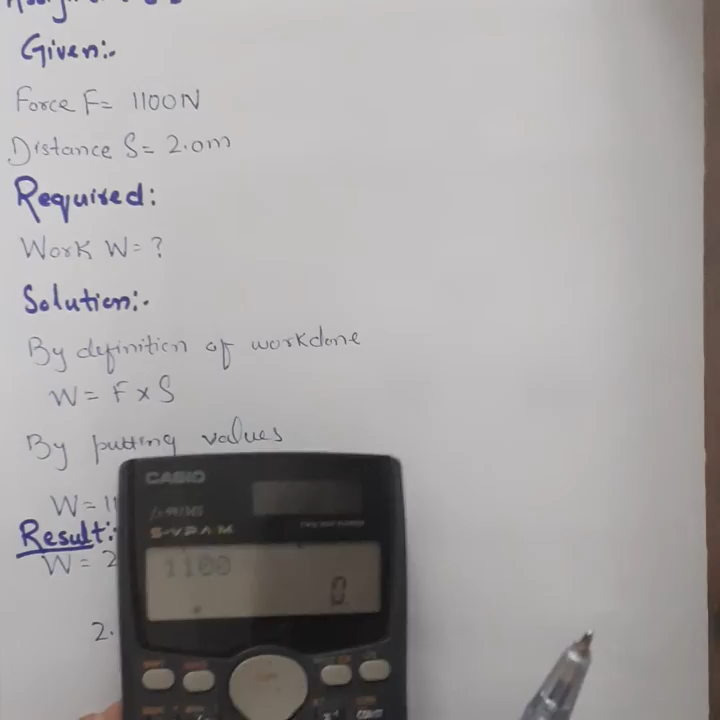 Given:-
Force F= 1100N
Distance S= 2.0m
Required:
Work W= ?
Solution:-
By definition of workdone
W= F x S
By putting values
CASIO
W= 11
S-V.P.A.M.
Result:
1100
W= 2
0
2.